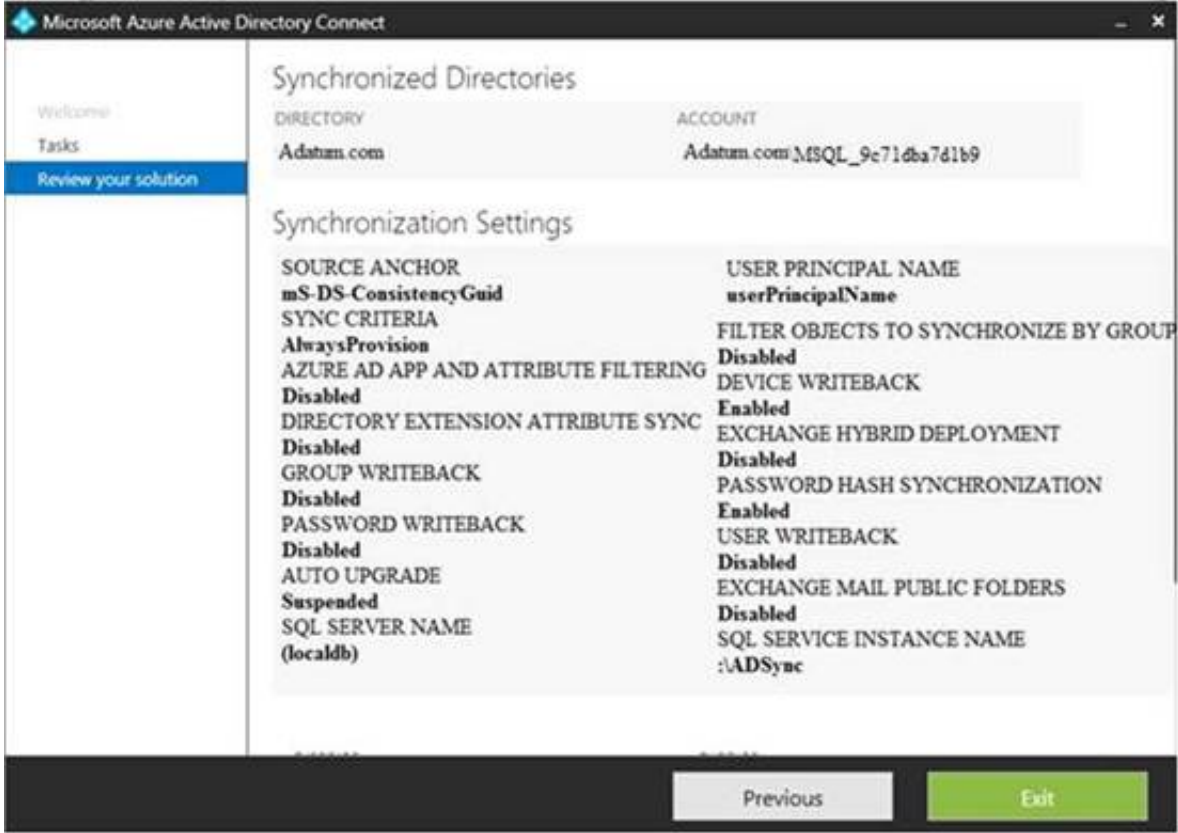 Microsoft Azure Active Directory Connect
Welcome
Tasks
Review your solution
Synchronized Directories
DIRECTORY
ACCOUNT
Adatum.com
Adatum.com\MSQL_9c71dba7d1b9
Synchronization Settings
SOURCE ANCHOR
mS-DS-ConsistencyGuid
SYNC CRITERIA
AlwaysProvision
AZURE AD APP AND ATTRIBUTE FILTERING
Disabled
DIRECTORY EXTENSION ATTRIBUTE SYNC
Disabled
GROUP WRITEBACK
Disabled
PASSWORD WRITEBACK
Disabled
AUTO UPGRADE
Suspended
SQL SERVER NAME
(localdb)
USER PRINCIPAL NAME
userPrincipalName
FILTER OBJECTS TO SYNCHRONIZE BY GROUP
Disabled
DEVICE WRITEBACK
Enabled
EXCHANGE HYBRID DEPLOYMENT
Disabled
PASSWORD HASH SYNCHRONIZATION
Enabled
USER WRITEBACK
Disabled
EXCHANGE MAIL PUBLIC FOLDERS
Disabled
SQL SERVICE INSTANCE NAME
:\ADSync
Previous
Exit